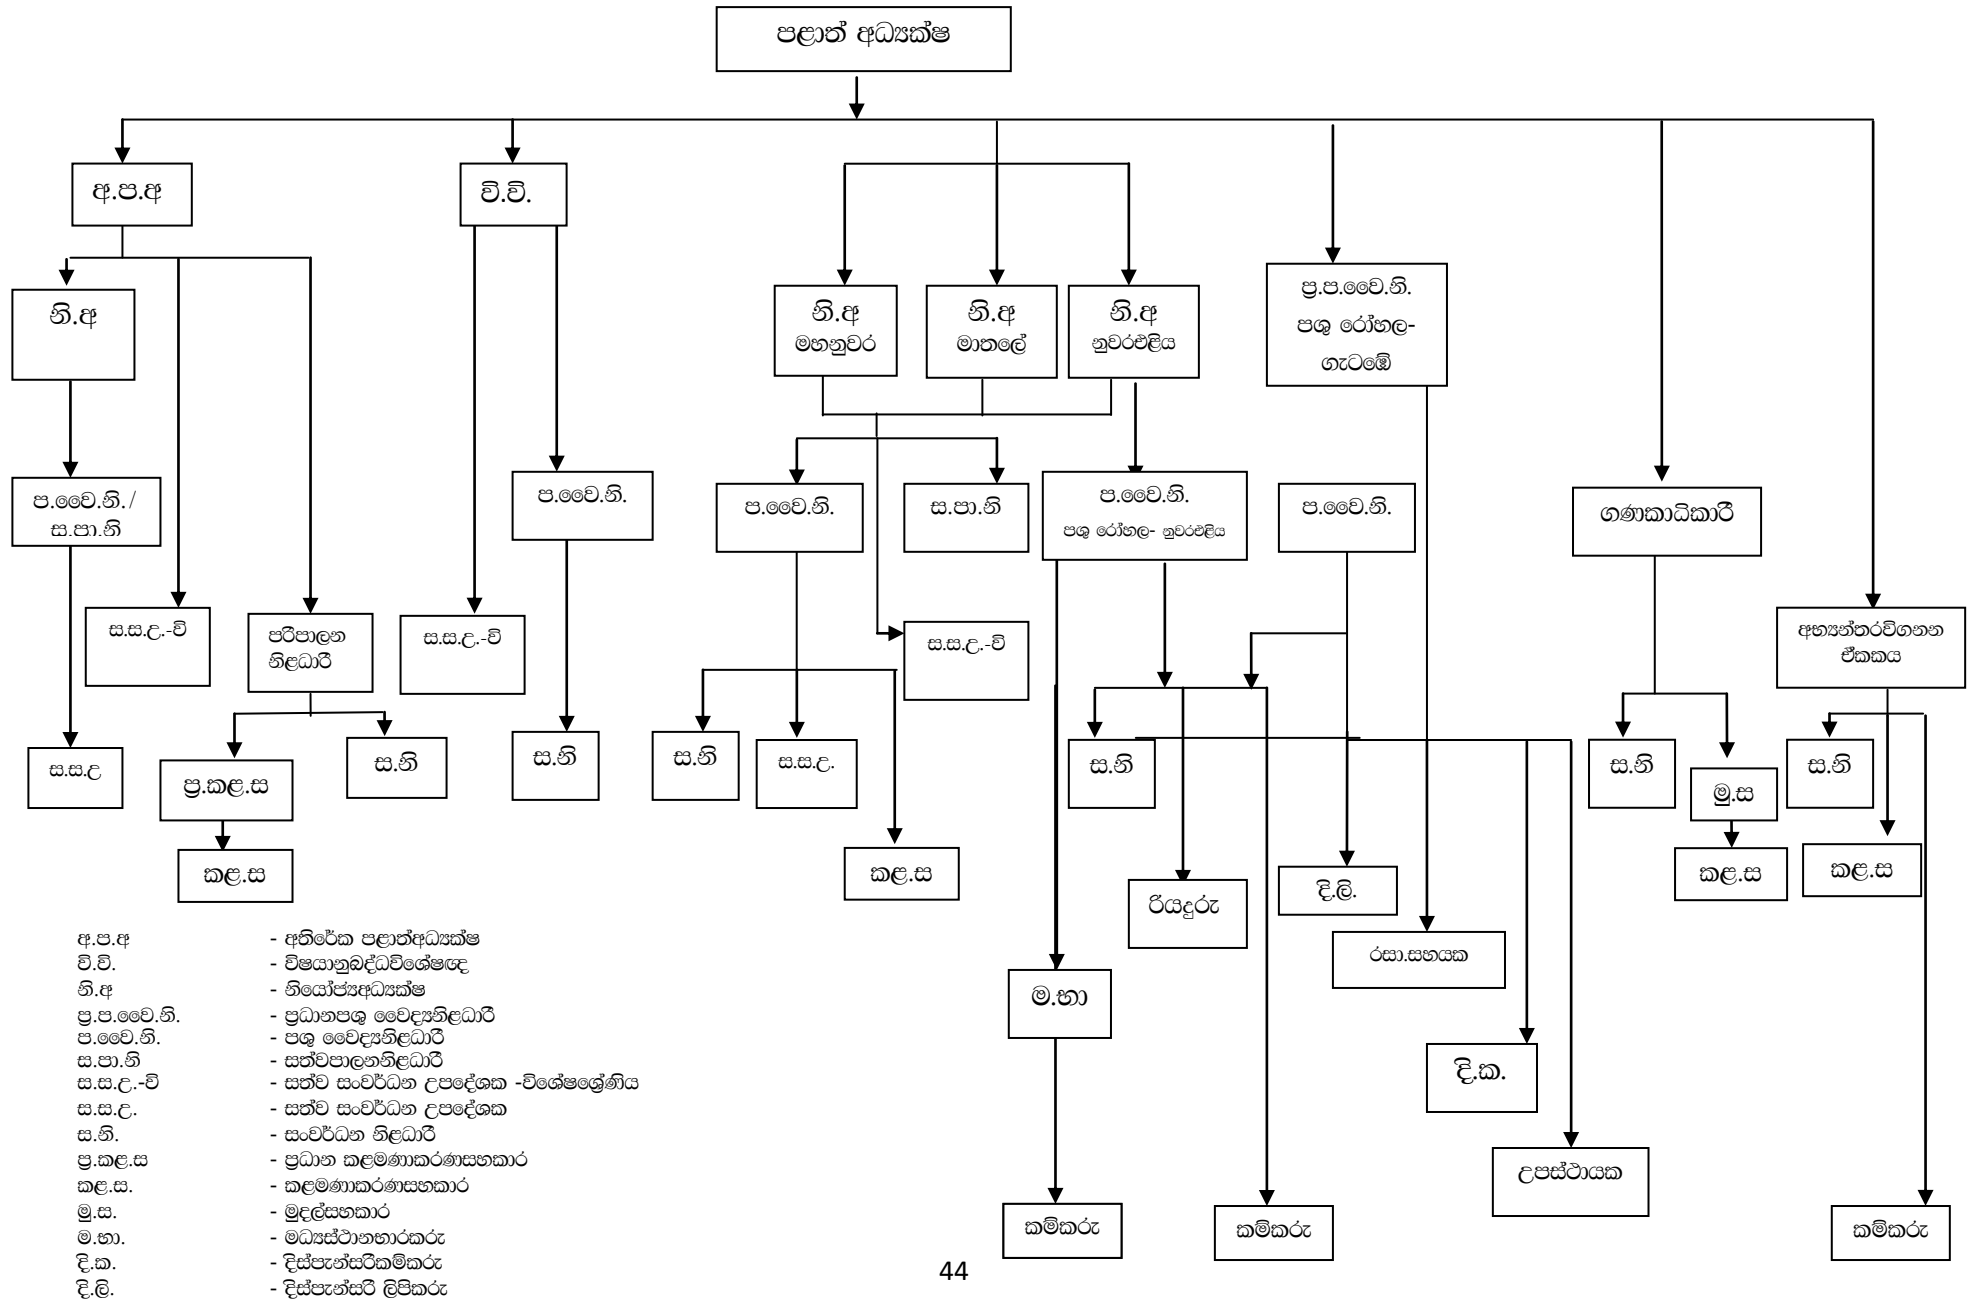 පළාත් අධ්‍යක්ෂ
අ.ප.අ
වි.වි.
නි.අ
නි.අ
මහනුවර
නි.අ
මාතලේ
නි.අ
නුවරඑළිය
ප්‍ර.ප.වෛ.නි.
පශු රෝහල-
ගැටඹේ
ප.වෛ.නි./
ස.පා.නි
ප.වෛ.නි.
ප.වෛ.නි.
ස.පා.නි
ප.වෛ.නි.
පශු රෝහල- නුවරඑළිය
ප.වෛ.නි.
ගණකාධිකාරී
ස.ස.උ.-වි
පරිපාලන
නිළධාරී
ස.ස.උ.-වි
ස.ස.උ.-වි
අභ්‍යන්තරවිගනන
ඒකකය
ස.ස.උ
ප්‍ර.කළ.ස
ස.නි
ස.නි
ස.නි
ස.ස.උ.
ස.නි
ස.නි
මු.ස
ස.නි
කළ.ස
කළ.ස
රියදුරු
දි.ලි.
කළ.ස
කළ.ස
රසා.සහයක
ම.භා
දි.ක.
උපස්ථායක
කම්කරු
කම්කරු
කම්කරු
අ.ප.අ - අතිරේක පළාත්අධ්‍යක්ෂ
වි.වි. - විෂයානුබද්ධවිශේෂඥ
නි.අ - නියෝජ්‍යඅධ්‍යක්ෂ
ප්‍ර.ප.වෛ.නි. - ප්‍රධානපශු වෛද්‍යනිළධාරී
ප.වෛ.නි. - පශු වෛද්‍යනිළධාරී
ස.පා.නි - සත්වපාලනනිළධාරී
ස.ස.උ.-වි - සත්ව සංවර්ධන උපදේශක -විශේෂශ්‍රේණිය
ස.ස.උ. - සත්ව සංවර්ධන උපදේශක
ස.නි. - සංවර්ධන නිළධාරී
ප්‍ර.කළ.ස - ප්‍රධාන කළමණාකරණසහකාර
කළ.ස. - කළමණාකරණසහකාර
මු.ස. - මුදල්සහකාර
ම.භා. - මධ්‍යස්ථානභාරකරු
දි.ක. - දිස්පැන්සරිකම්කරු
දි.ලි. - දිස්පැන්සරි ලිපිකරු
44